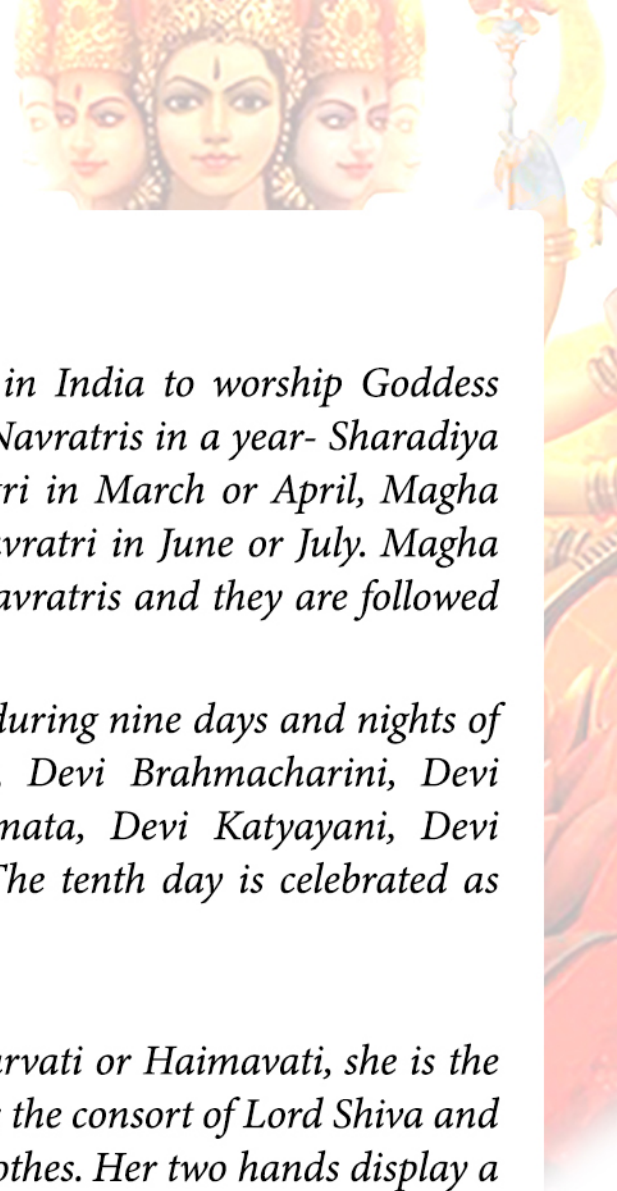 in India to worship Goddess
Navratris in a year- Sharadiya
tri in March or April, Magha
vratri in June or July. Magha
avratris and they are followed
during nine days and nights of
, Devi Brahmacharini, Devi
mata, Devi Katyayani, Devi
The tenth day is celebrated as
arvati or Haimavati, she is the
the consort of Lord Shiva and
othes. Her two hands display a